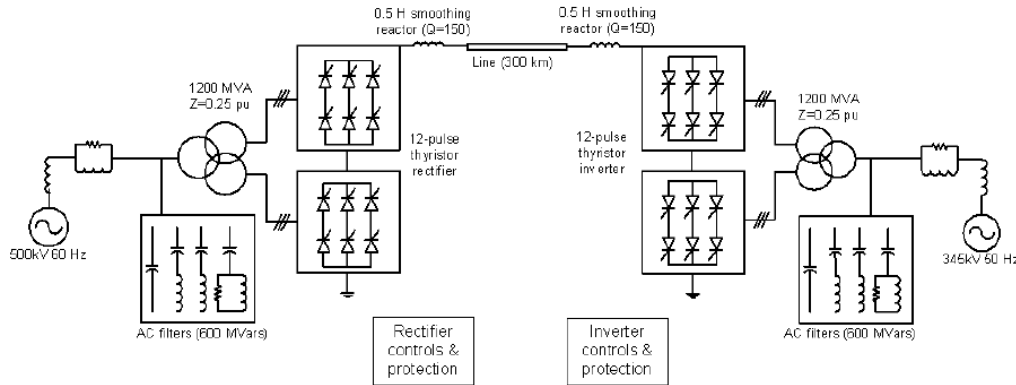 0.5 H smoothing
reactor (Q=150)
0.5 H smoothing
reactor (Q=150)
Line (300 km)
1200 MVA
Z=0.25 pu
1200 MVA
Z=0.25 pu
12-pulse
thyristor
rectifier
12-pulse
thyristor
inverter
500kV 60 Hz
345kV 50 Hz
AC filters (600 MVars)
AC filters (600 MVars)
Rectifier
controls &
protection
Inverter
controls &
protection